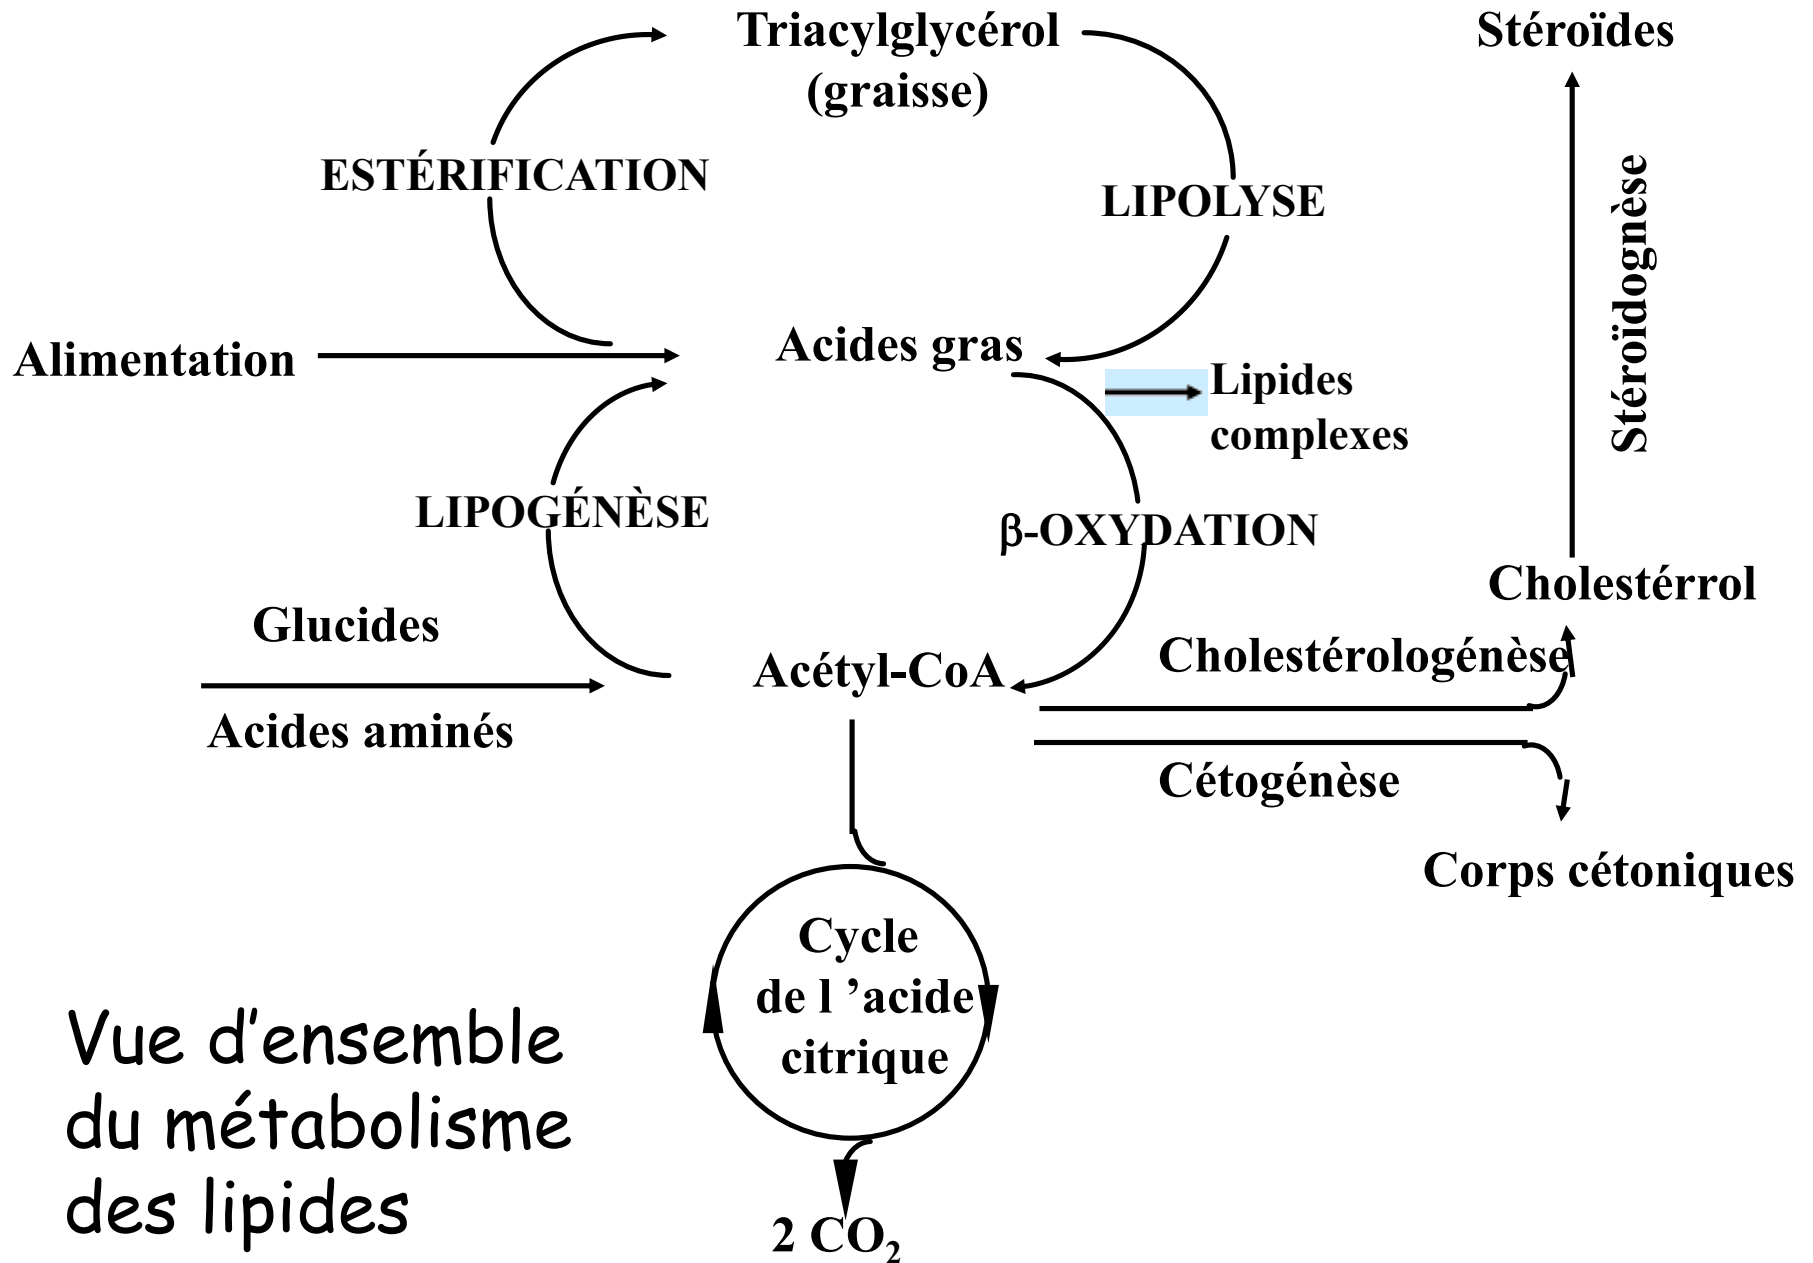 Triacylglycérol
(graisse)
Stéroïdes
ESTÉRIFICATION
LIPOLYSE
Stéroïdognèse
Alimentation
Acides gras
Lipides
complexes
LIPOGÉNÈSE
β-OXYDATION
Cholestérrol
Glucides
Acétyl-CoA
Cholestérologénèse
Acides aminés
Cétogénèse
Corps cétoniques
Cycle
de l ’acide
citrique
Vue d’ensemble
du métabolisme
des lipides
2 CO₂